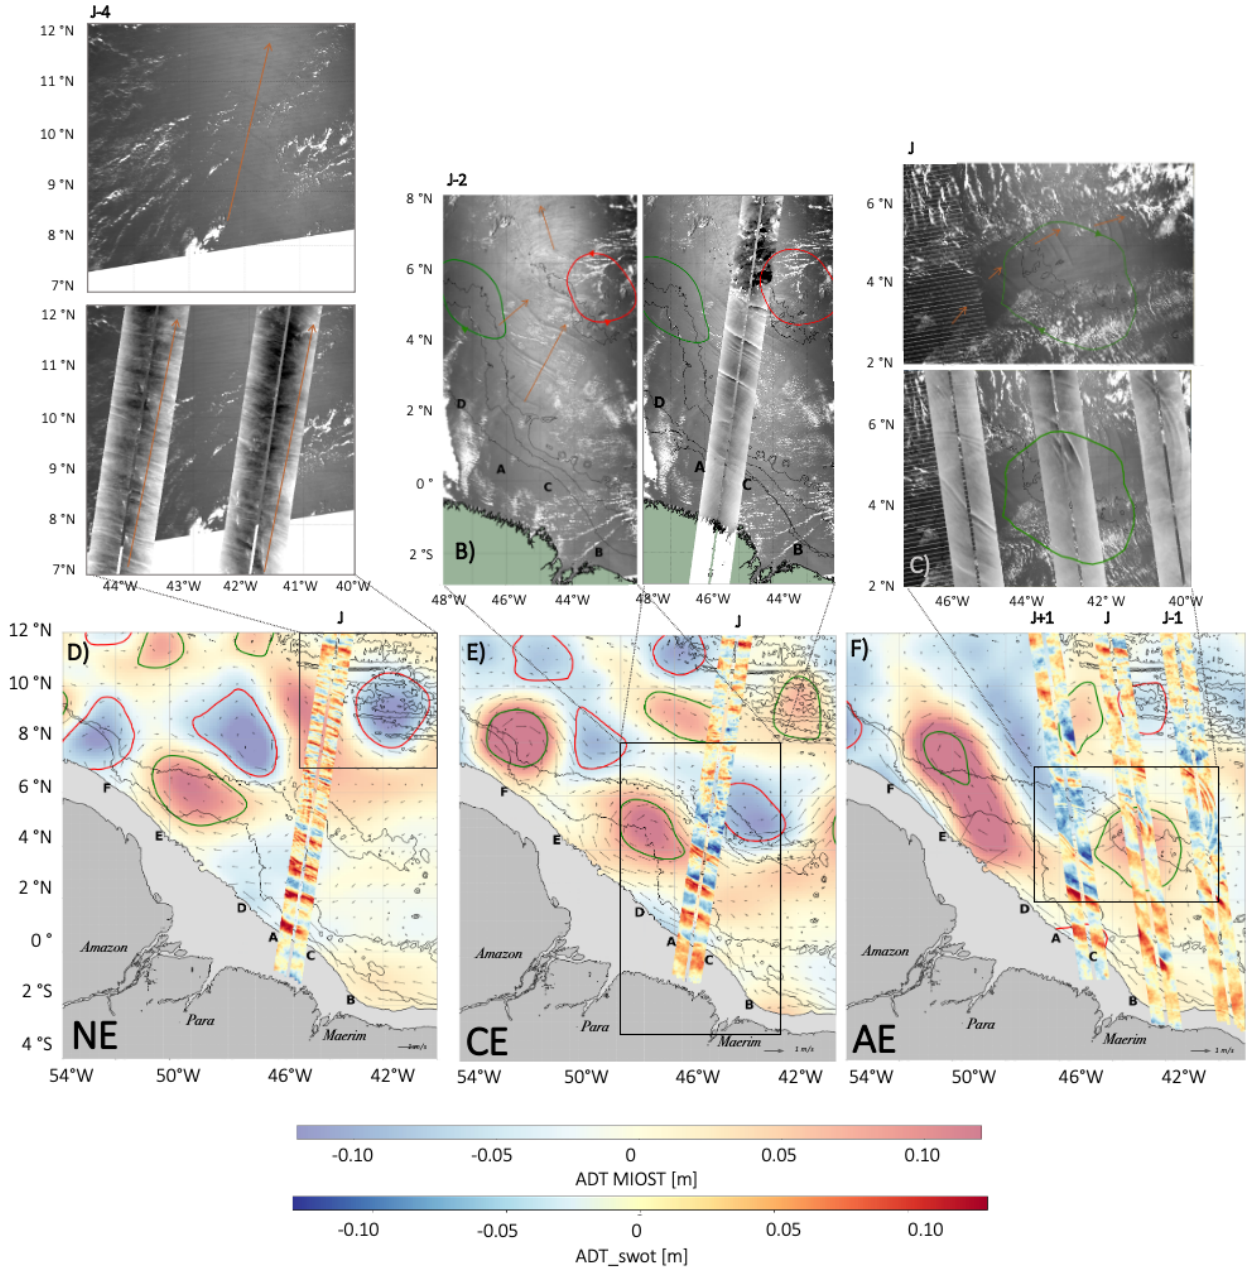 J-4
12 °N
11 °N
10 °N
9 °N
8 °N
7°N
12 °N
11 °N
10 °N
9 °N
8 °N
7°N
44°W 43°W 42°W 41°W 40°W
J-2
8 °N
6 °N
4 °N
2 °N
0 °
2 °S
D
A
C
B
B)
D
A
C
B
48°W 46°W 44°W 48°W 46°W 44°W
J
6 °N
4 °N
2 °N
6 °N
4 °N
2 °N
C)
46°W 44°W 42°W 40°W
J
J
J+1 J J-1
12 °N
10 °N
8 °N
6 °N
4 °N
2 °N
0 °
2 °S
4 °S
D)
F
E
D
A
C
B
Amazon
Para
Maerim
NE
1 m/s
E)
F
E
D
A
C
B
Amazon
Para
Maerim
CE
1 m/s
F)
F
E
D
A
C
B
Amazon
Para
Maerim
AE
1 m/s
54°W 50°W 46°W 42°W 54°W 50°W 46°W 42°W 54°W 50°W 46°W 42°W
-0.10 -0.05 0 0.05 0.10
ADT MIOST [m]
-0.10 -0.05 0 0.05 0.10
ADT_swot [m]